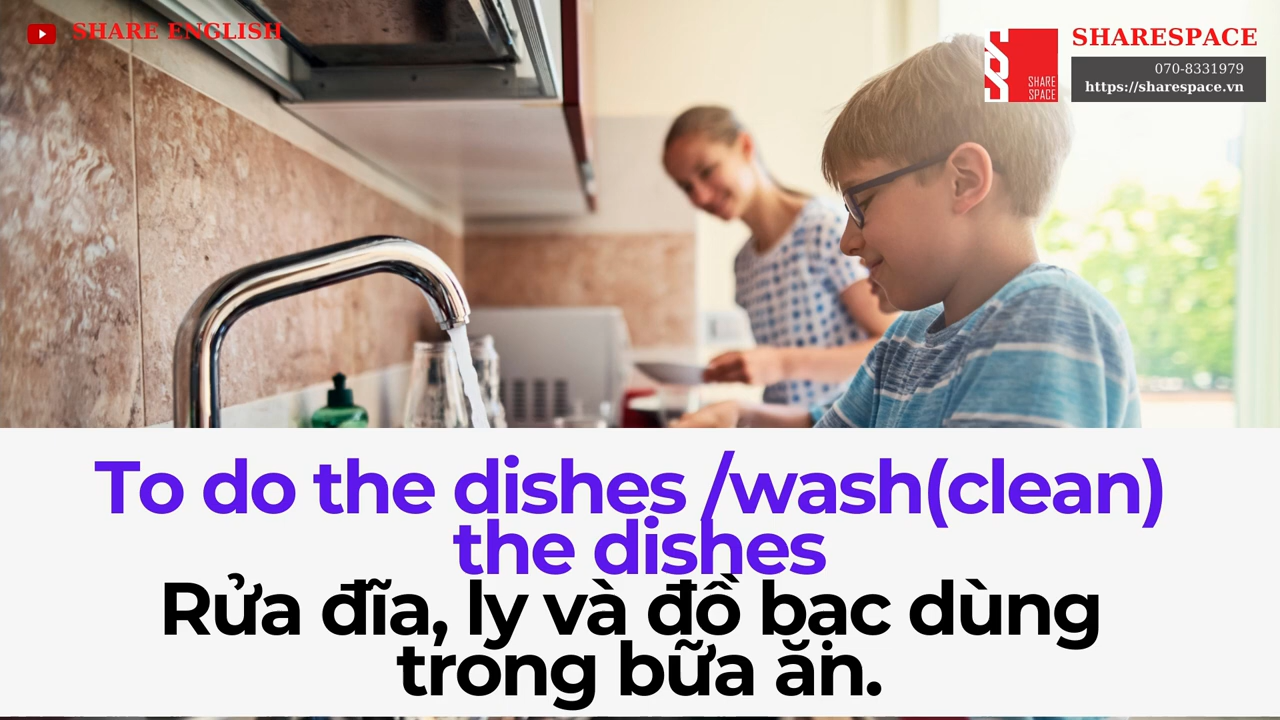 SHARE ENGLISH
SHARESPACE
070-8331979
https://sharespace.vn
SHARE
SPACE
To do the dishes /wash(clean)
the dishes
Rửa đĩa, ly và đồ bạc dùng
trong bữa ăn.